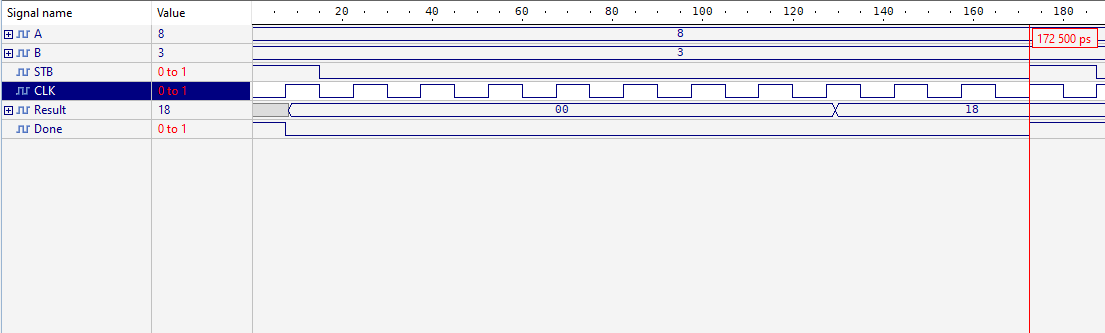 Signal name Value 20 40 60 80 100 120 140 160 180
A 8 8
B 3 3 172 500 ps
STB 0 to 1
CLK 0 to 1
Result 18 00 18
Done 0 to 1